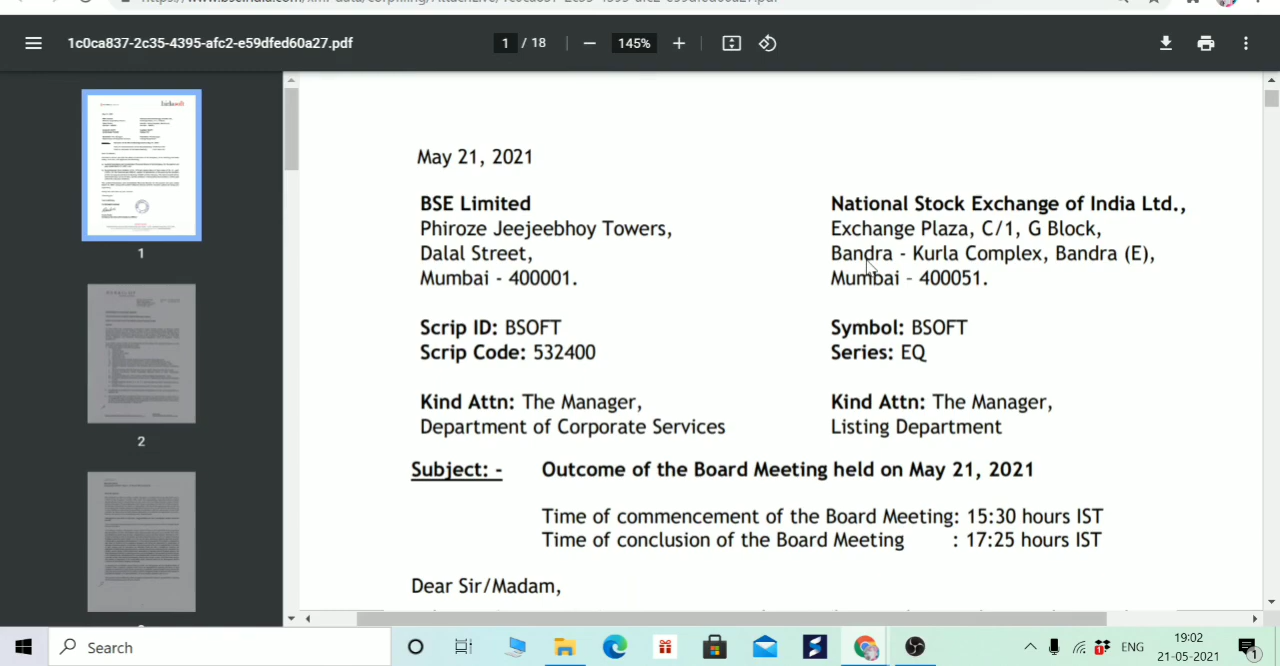 1c0ca837-2c35-4395-afc2-e59dfed60a27.pdf
1 / 18
145%
May 21, 2021
BSE Limited
Phiroze Jeejeebhoy Towers,
Dalal Street,
Mumbai - 400001.
National Stock Exchange of India Ltd.,
Exchange Plaza, C/1, G Block,
Bandra - Kurla Complex, Bandra (E),
Mumbai - 400051.
Scrip ID: BSOFT
Scrip Code: 532400
Symbol: BSOFT
Series: EQ
Kind Attn: The Manager,
Department of Corporate Services
Kind Attn: The Manager,
Listing Department
Subject: - Outcome of the Board Meeting held on May 21, 2021
Time of commencement of the Board Meeting: 15:30 hours IST
Time of conclusion of the Board Meeting : 17:25 hours IST
Dear Sir/Madam,
1
2
Search
ENG
19:02
21-05-2021
1